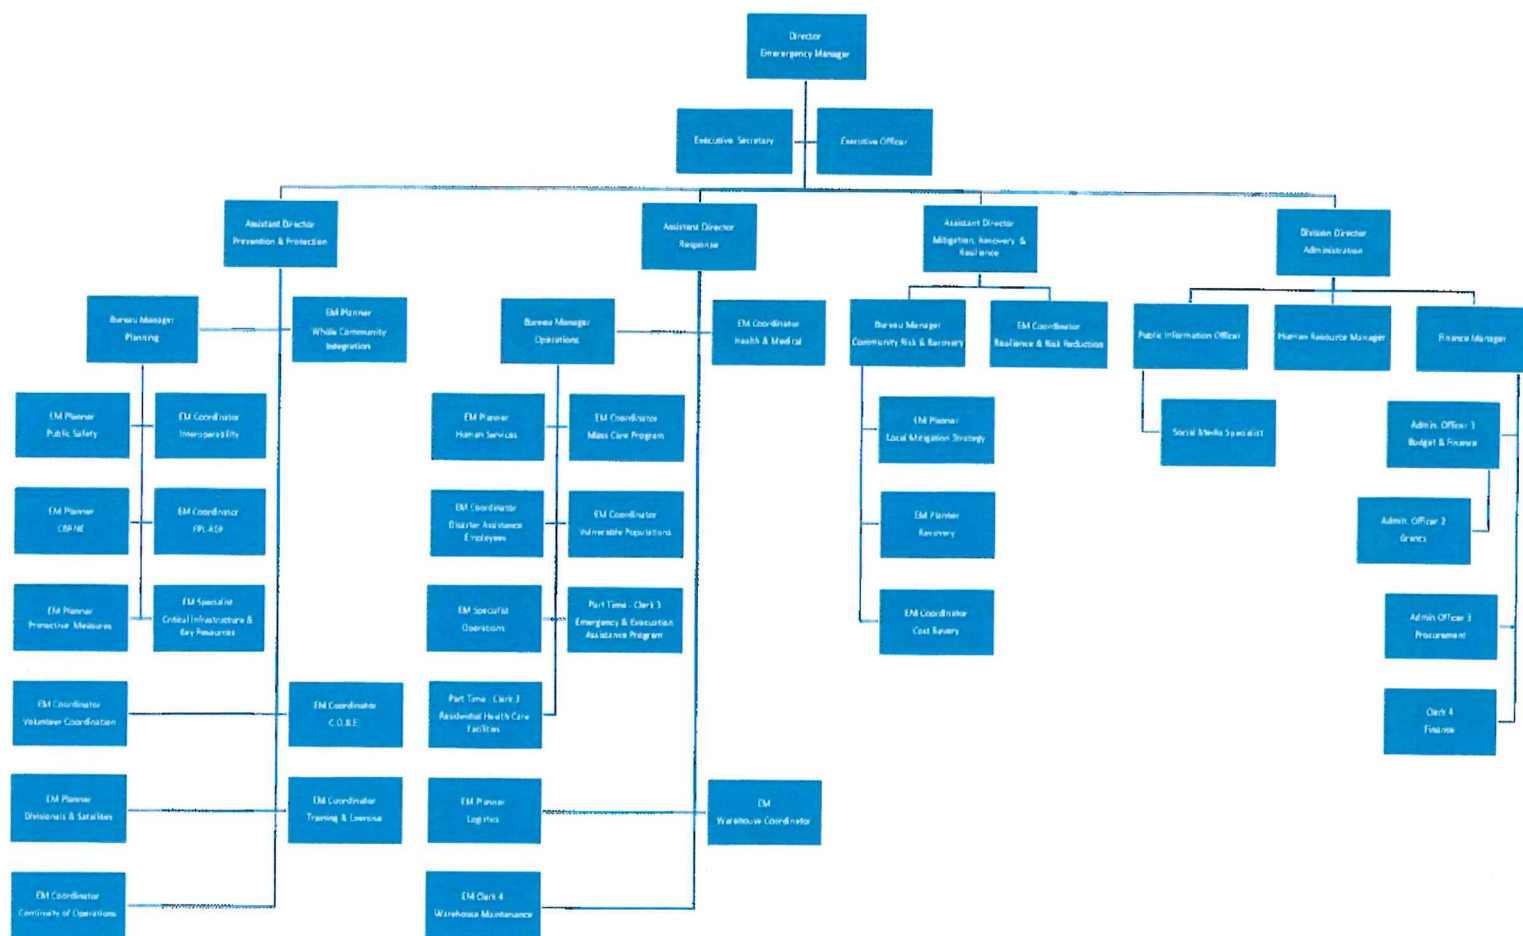 Director
Emerergency Manager
Executive Secretary
Executive Officer
Assistant Director
Prevention & Protection
Assistant Director
Response
Assistant Director
Mitigation, Recovery &
Resilience
Division Director
Administration
Bureau Manager
Planning
EM Planner
Whole Community
Integration
Bureau Manager
Operations
EM Coordinator
Health & Medical
Bureau Manager
Community Risk & Recovery
EM Coordinator
Resilience & Risk Reduction
Public Information Officer
Human Resource Manager
Finance Manager
EM Planner
Public Safety
EM Coordinator
Interoperability
EM Planner
Human Services
EM Coordinator
Mass Care Program
EM Planner
Local Mitigation Strategy
Social Media Specialist
Admin. Officer 3
Budget & Finance
EM Planner
CBRNE
EM Coordinator
EM Coordinator
Disaster Assistance
Employees
EM Coordinator
Vulnerable Populations
EM Planner
Recovery
Admin. Officer 2
Grants
EM Planner
Protective Measures
EM Specialist
Critical Infrastructure &
Key Resources
EM Specialist
Operations
Part Time - Clerk 3
Emergency & Evacuation
Assistance Program
EM Coordinator
Cost Revery
Admin Officer 3
Procurement
EM Coordinator
Volunteer Coordination
EM Coordinator
Part Time - Clerk 3
Residential Health Care
Facilities
Clerk 4
Finance
EM Planner
Divisionals & Satellites
EM Coordinator
Training & Exercise
EM Planner
Logistics
EM
Warehouse Coordinator
EM Coordinator
Continuity of Operations
EM Clerk 4
Warehouse Maintenance